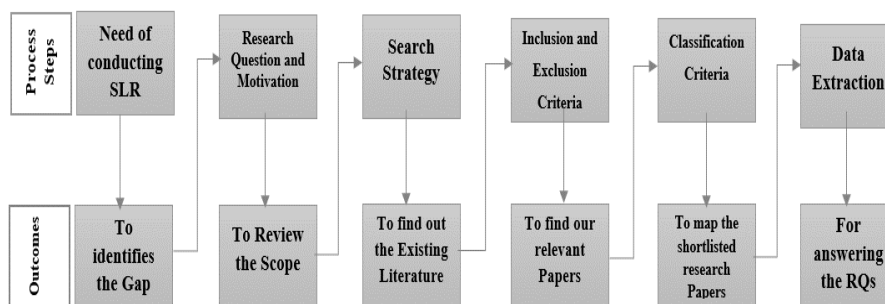 Process
Steps
Need of
conducting
SLR
Research
Question and
Motivation
Search
Strategy
Inclusion and
Exclusion
Criteria
Classification
Criteria
Data
Extraction
Outcomes
To
identifies
the Gap
To Review
the Scope
To find out
the Existing
Literature
To find our
relevant
Papers
To map the
shortlisted
research
Papers
For
answering
the RQs